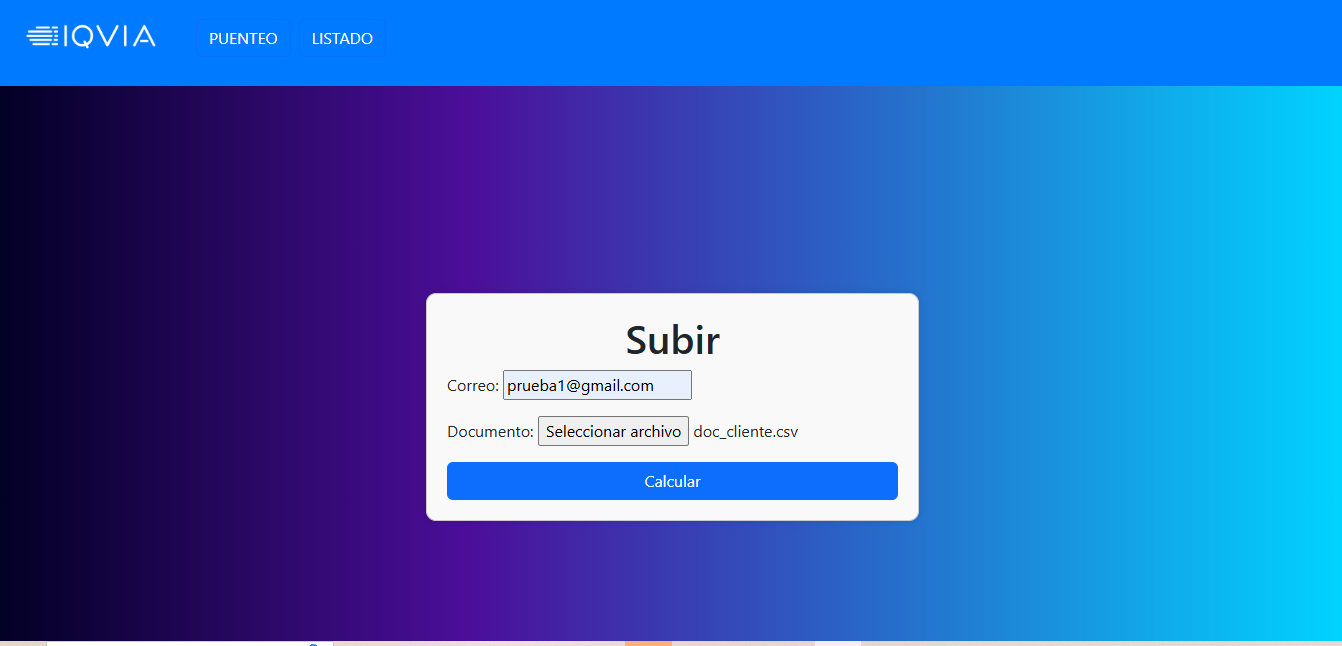 IQVIA PUENTEO LISTADO
Subir
Correo: prueba1@gmail.com
Documento: Seleccionar archivo doc_cliente.csv
Calcular